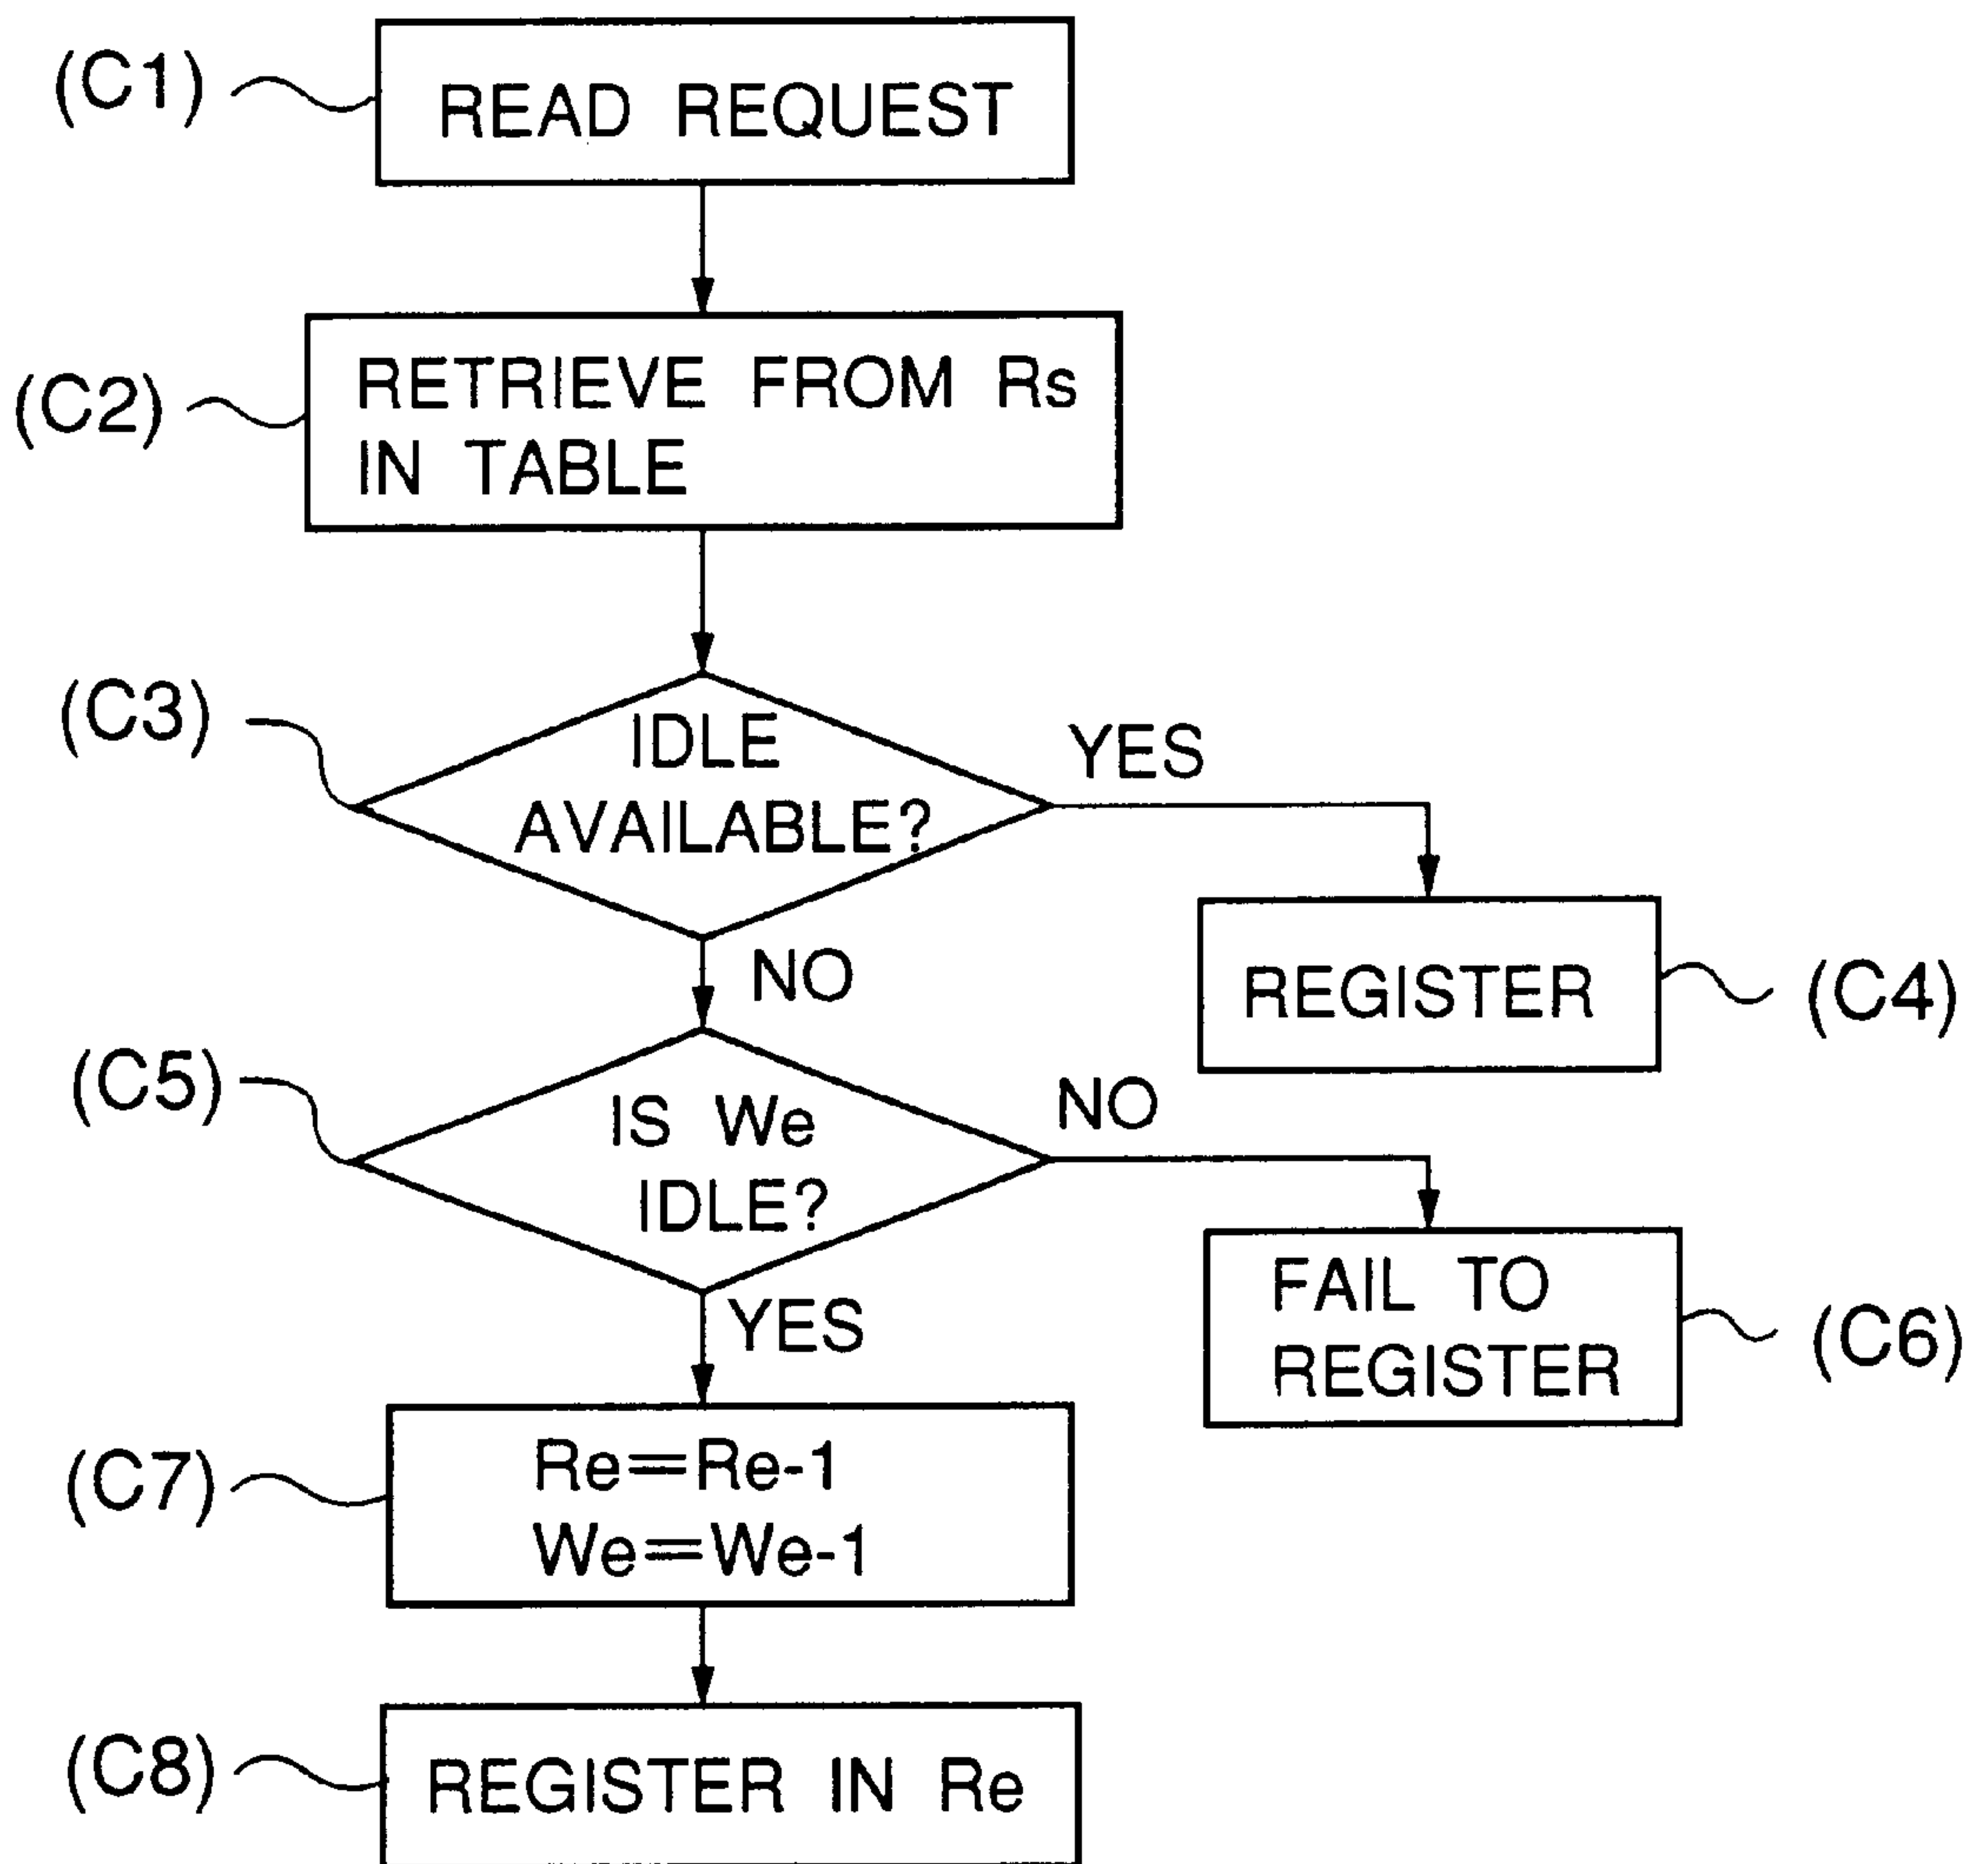 (C1)
READ REQUEST
(C2)
RETRIEVE FROM Rs
IN TABLE
(C3)
IDLE
AVAILABLE?
YES
NO
REGISTER
(C4)
(C5)
IS We
IDLE?
NO
YES
FAIL TO
REGISTER
(C6)
(C7)
Re=Re-1
We=We-1
(C8)
REGISTER IN Re